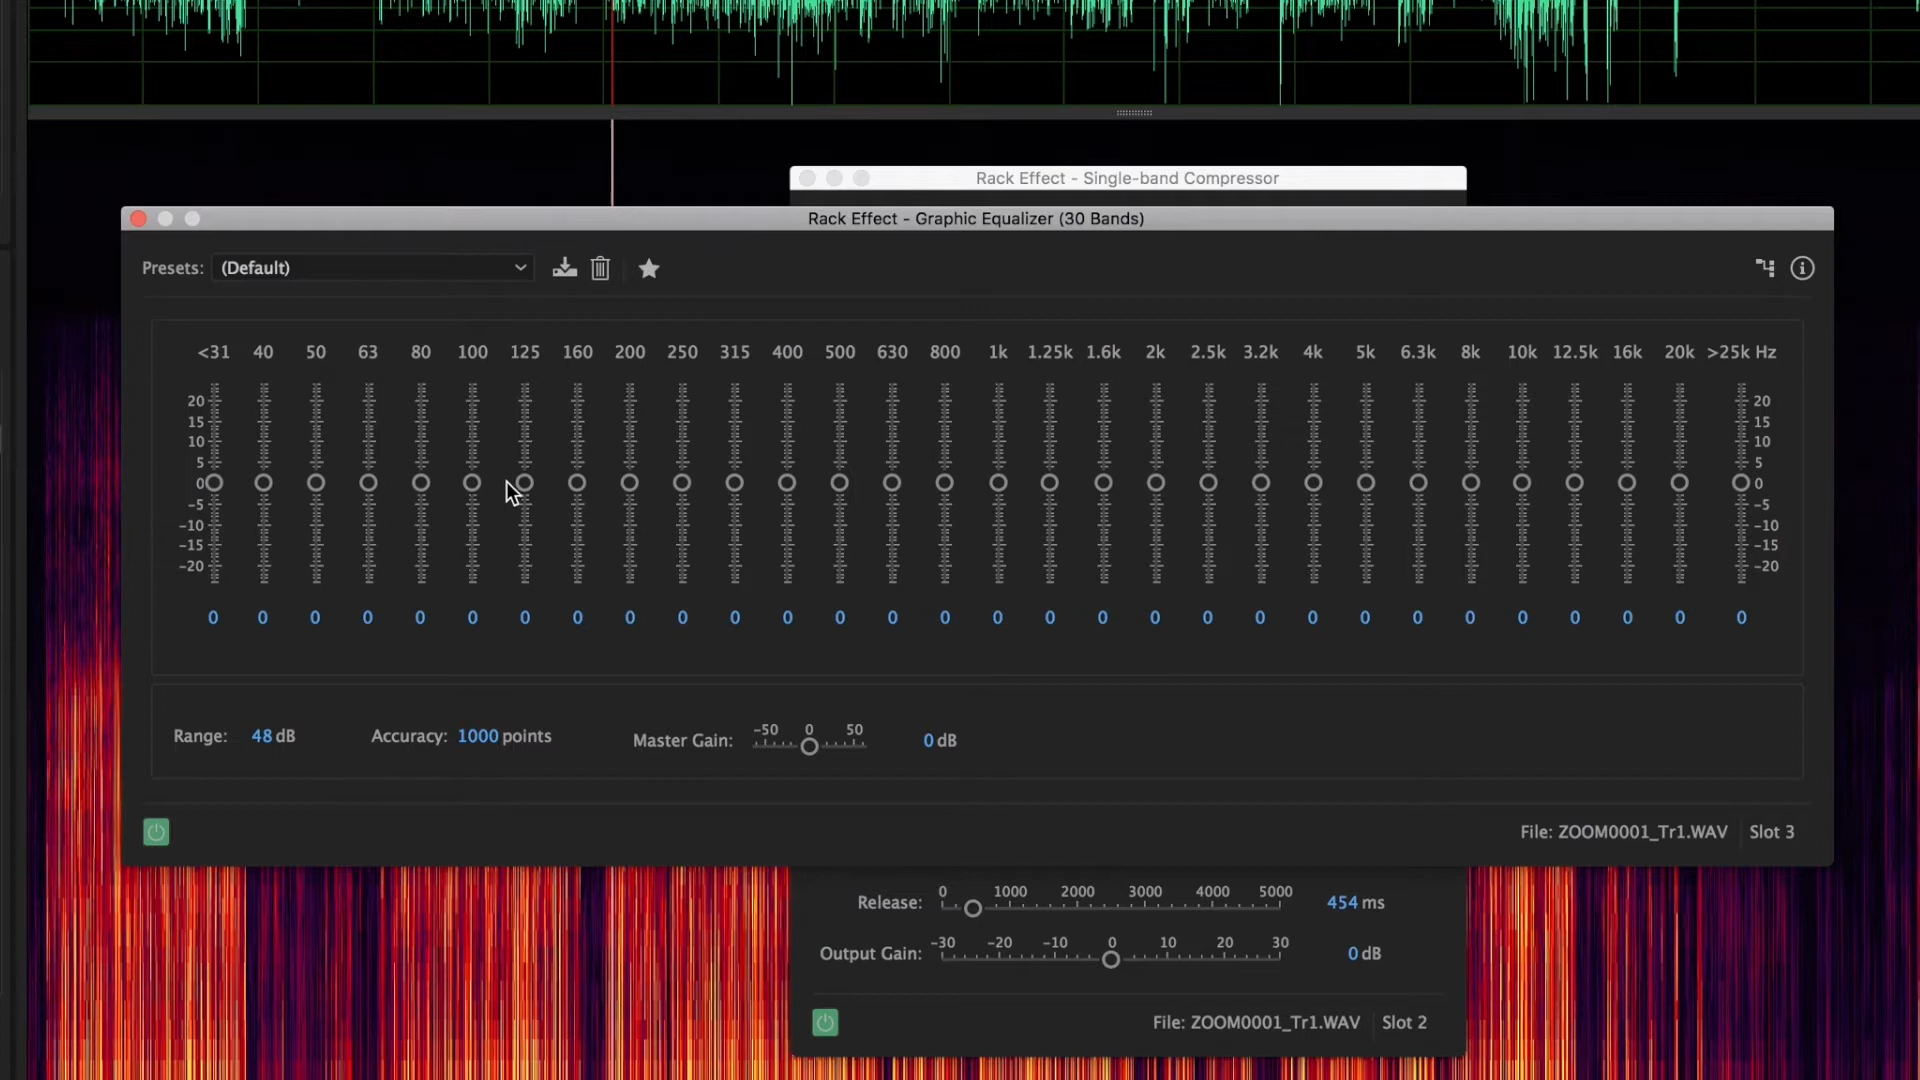 Rack Effect - Single-band Compressor
Rack Effect - Graphic Equalizer (30 Bands)
Presets: (Default)
<31 40 50 63 80 100 125 160 200 250 315 400 500 630 800 1k 1.25k 1.6k 2k 2.5k 3.2k 4k 5k 6.3k 8k 10k 12.5k 16k 20k >25k Hz
20 20
15 15
10 10
5 5
0 0
-5 -5
-10 -10
-15 -15
-20 -20
0 0 0 0 0 0 0 0 0 0 0 0 0 0 0 0 0 0 0 0 0 0 0 0 0 0 0 0 0 0
-50 0 50
Range: 48 dB Accuracy: 1000 points Master Gain: 0 dB
File: ZOOM0001_Tr1.WAV Slot 3
0 1000 2000 3000 4000 5000
Release: 454 ms
-30 -20 -10 0 10 20 30
Output Gain: 0 dB
File: ZOOM0001_Tr1.WAV Slot 2